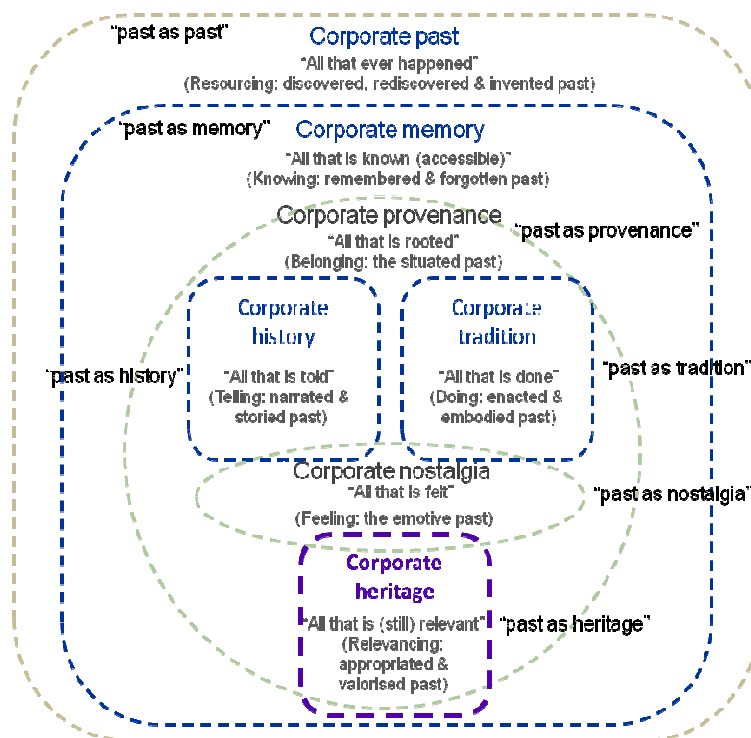 "past as past"
Corporate past
"All that ever happened"
(Resourcing: discovered, rediscovered & invented past)
"past as memory"
Corporate memory
"All that is known (accessible)"
(Knowing: remembered & forgotten past)
Corporate provenance
"past as provenance"
"All that is rooted"
(Belonging: the situated past)
Corporate
history
"All that is told"
(Telling: narrated &
storied past)
"past as history"
Corporate
tradition
"All that is done"
(Doing: enacted &
embodied past)
"past as tradition"
Corporate nostalgia
"All that is felt"
(Feeling: the emotive past)
"past as nostalgia"
Corporate
heritage
"All that is (still) relevant"
(Relevancing:
appropriated &
valorised past)
"past as heritage"